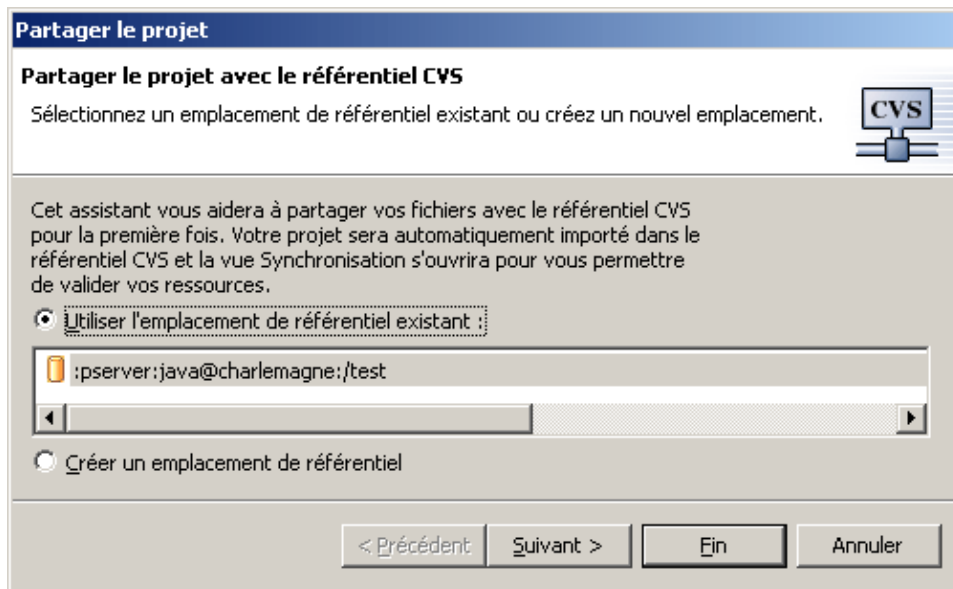 Partager le projet
Partager le projet avec le référentiel CVS
Sélectionnez un emplacement de référentiel existant ou créez un nouvel emplacement.
CVS
Cet assistant vous aidera à partager vos fichiers avec le référentiel CVS
pour la première fois. Votre projet sera automatiquement importé dans le
référentiel CVS et la vue Synchronisation s'ouvrira pour vous permettre
de valider vos ressources.
Utiliser l'emplacement de référentiel existant :
:pserver:java@charlemagne:/test
Créer un emplacement de référentiel
< Précédent
Suivant >
Fin
Annuler